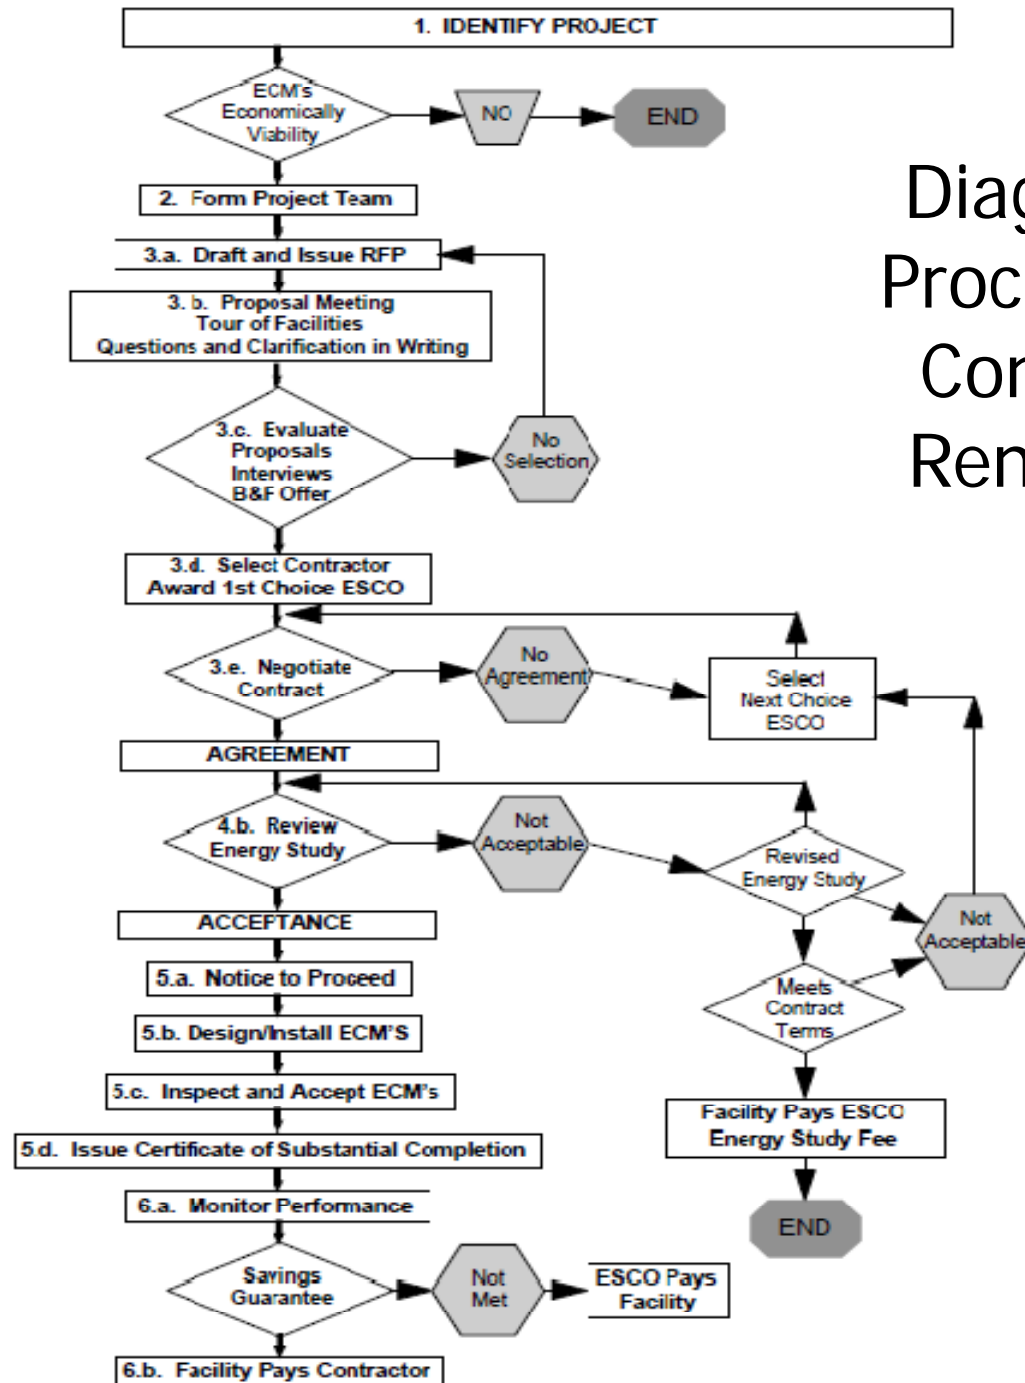 1. IDENTIFY PROJECT
ECM's
Economically
Viability
NO
END
2. Form Project Team
3.a. Draft and Issue RFP
3. b. Proposal Meeting
Tour of Facilities
Questions and Clarification in Writing
3.c. Evaluate
Proposals
Interviews
B&F Offer
No
Selection
3.d. Select Contractor
Award 1st Choice ESCO
3.e. Negotiate
Contract
No
Agreement
Select
Next Choice
ESCO
AGREEMENT
4.b. Review
Energy Study
Not
Acceptable
Revised
Energy Study
Not
Acceptable
ACCEPTANCE
5.a. Notice to Proceed
Meets
Contract
Terms
5.b. Design/Install ECM'S
5.c. Inspect and Accept ECM's
Facility Pays ESCO
Energy Study Fee
5.d. Issue Certificate of Substantial Completion
6.a. Monitor Performance
END
Savings
Guarantee
Not
Met
ESCO Pays
Facility
6.b. Facility Pays Contractor
Diag
Proc
Con
Ren